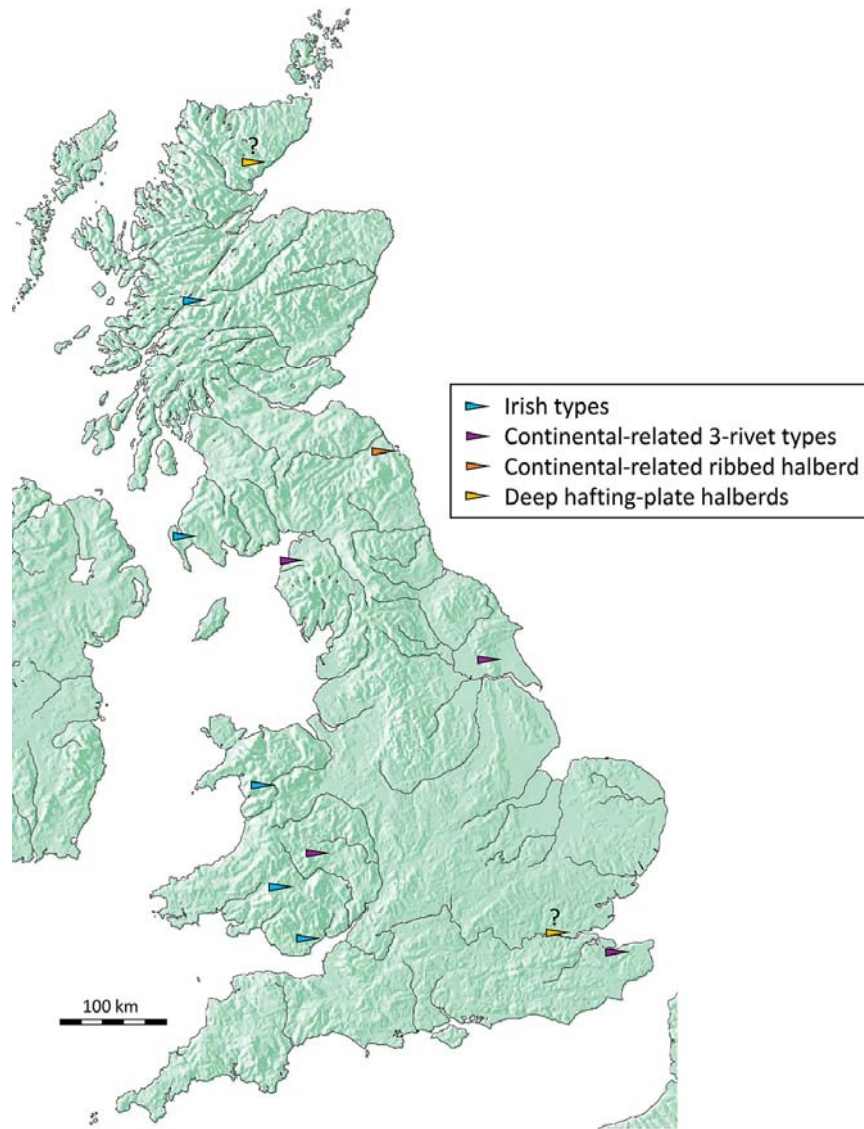 ?
Irish types
Continental-related 3-rivet types
Continental-related ribbed halberd
Deep hafting-plate halberds
?
100 km